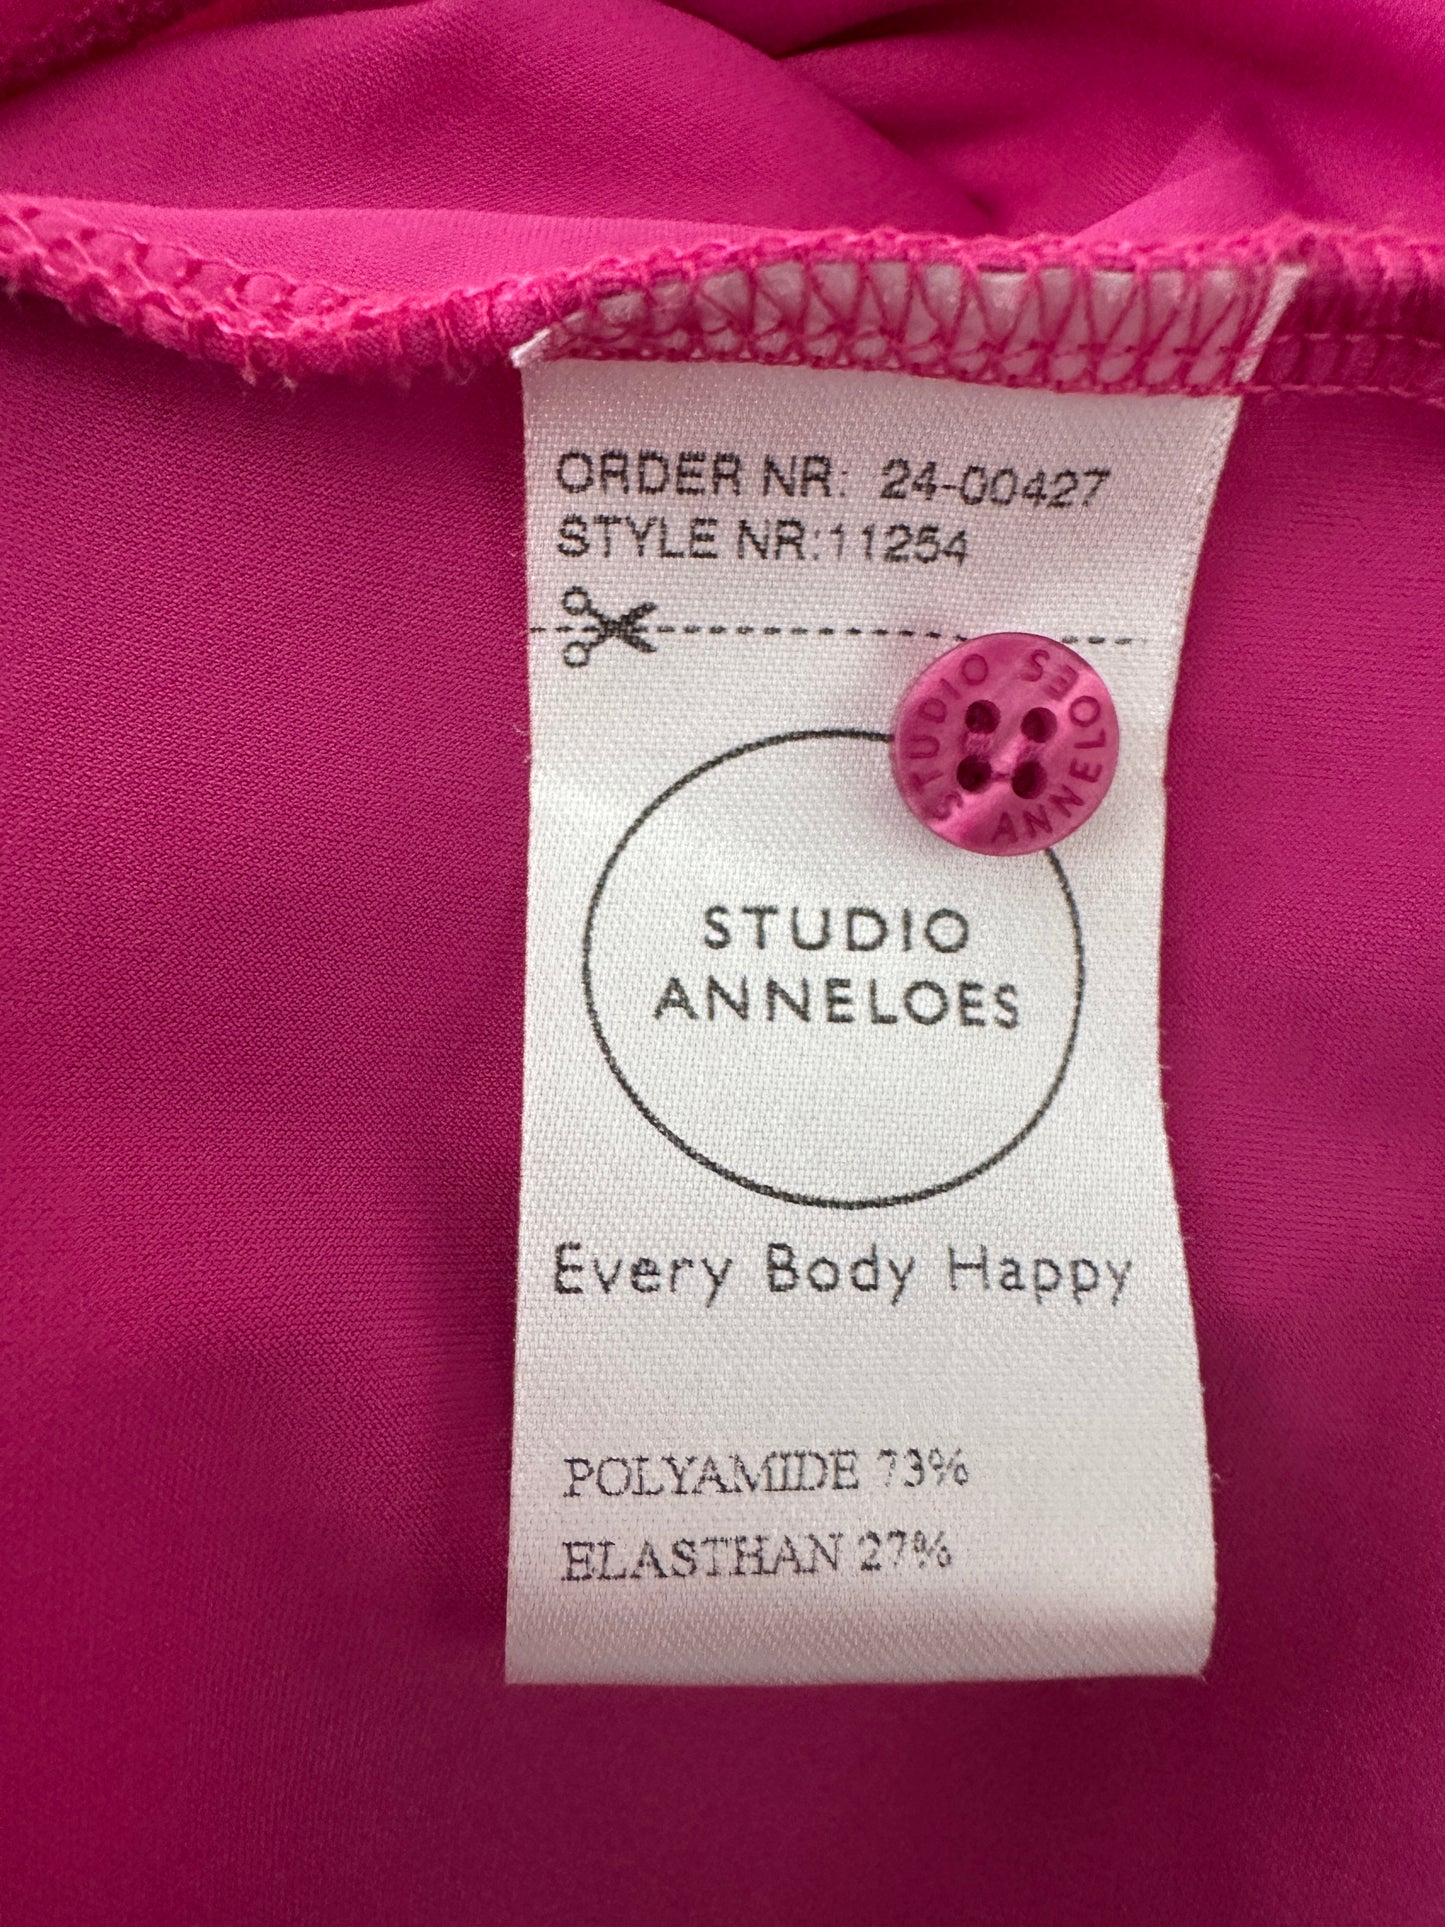 ORDER NR: 24-00427
STYLE NR:11254
STUDIO ANNELOES
STUDIO
ANNELOES
Every Body Happy
POLYAMIDE 73%
ELASTHAN 27%